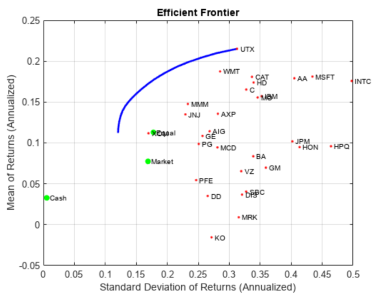 Efficient Frontier
0.25
UTX
0.2
WMT
CAT
AA
MSFT
HD
INTC
C
IBM
0.15
MMM
JNJ
AXP
AIG
Equal
GE
PG
JPM
0.1
MCD
HON
HPQ
BA
Market
GM
VZ
0.05
PFE
SBC
DD
DIS
Cash
MRK
0
KO
-0.05
0 0.05 0.1 0.15 0.2 0.25 0.3 0.35 0.4 0.45 0.5
Standard Deviation of Returns (Annualized)
Mean of Returns (Annualized)